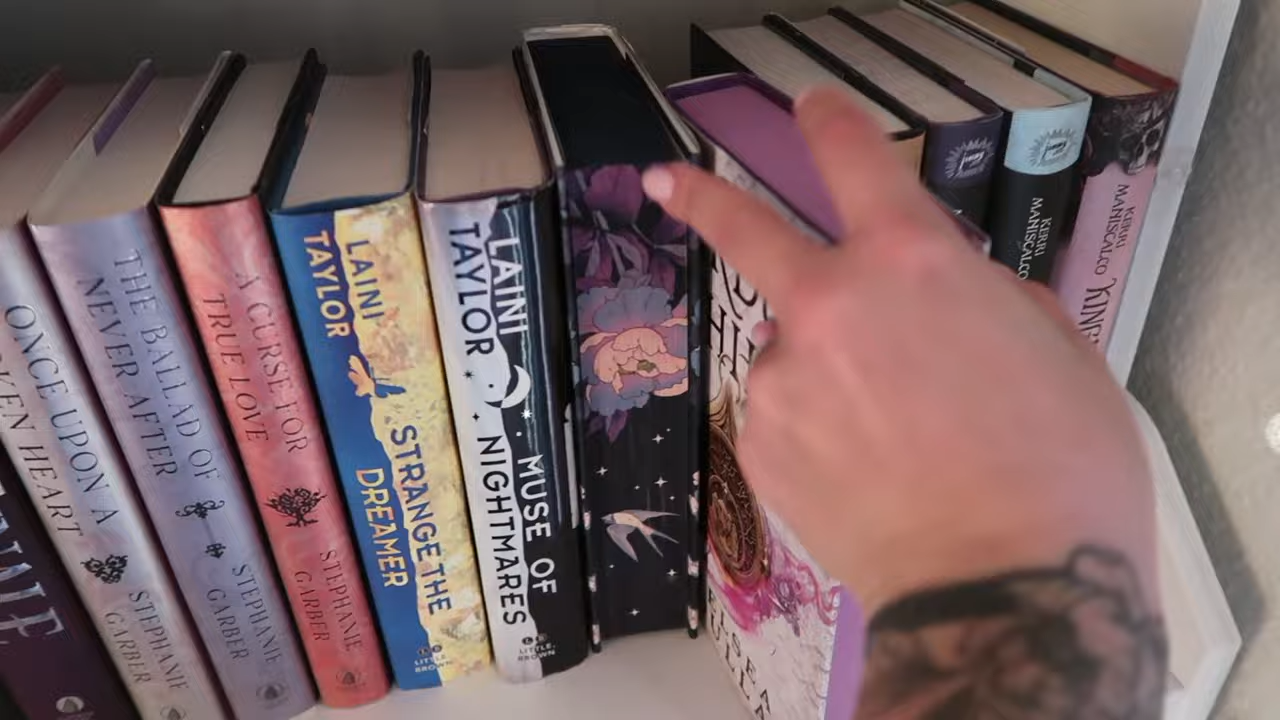 ONCE UPON A
KEN HEART
STEPHANIE
GARBER
THE BALLAD OF
NEVER AFTER
STEPHANIE
GARBER
A CURSE FOR
TRUE LOVE
STEPHANIE
GARBER
LAINI
TAYLOR
STRANGE THE
DREAMER
LITTLE,
BROWN
LAINI
TAYLOR
MUSE OF
NIGHTMARES
LITTLE,
BROWN
KERRI
MANISCALCO
KERRI
MANISCALCO
KING